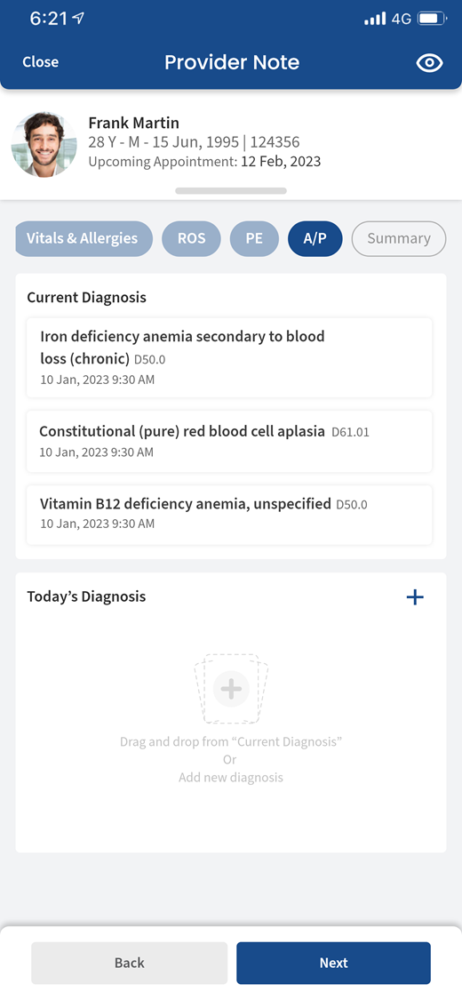 6:21 4G
Close Provider Note
Frank Martin
28 Y - M - 15 Jun, 1995 | 124356
Upcoming Appointment: 12 Feb, 2023
Vitals & Allergies ROS PE A/P Summary
Current Diagnosis
Iron deficiency anemia secondary to blood
loss (chronic) D50.0
10 Jan, 2023 9:30 AM
Constitutional (pure) red blood cell aplasia D61.01
10 Jan, 2023 9:30 AM
Vitamin B12 deficiency anemia, unspecified D50.0
10 Jan, 2023 9:30 AM
Today’s Diagnosis
Drag and drop from “Current Diagnosis”
Or
Add new diagnosis
Back Next